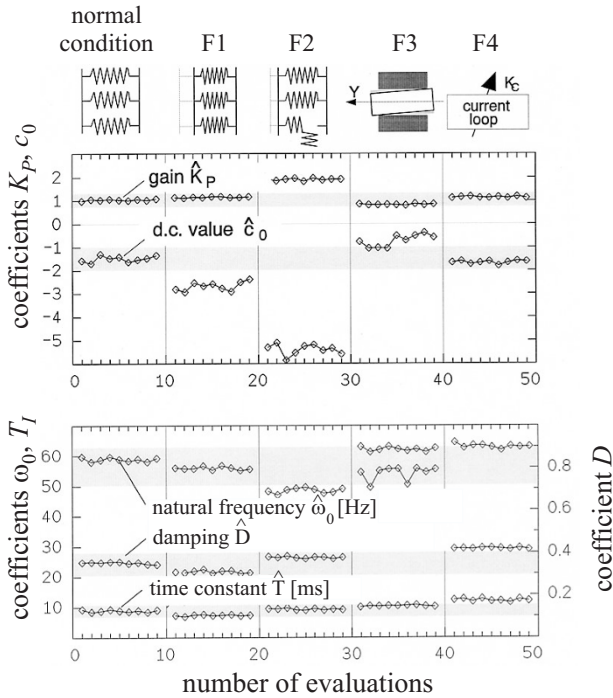 normal condition F1 F2 F3 F4
Y
K_C
current loop
coefficients K_P, c_0
2
1
0
-1
-2
-3
-4
-5
gain K̂_P
d.c. value ĉ_0
0 10 20 30 40 50
coefficients ω_0, T_I
60
50
40
30
20
10
natural frequency ω̂_0 [Hz]
damping D̂
time constant T̂ [ms]
0.8
0.6
0.4
0.2
coefficient D
0 10 20 30 40 50
number of evaluations